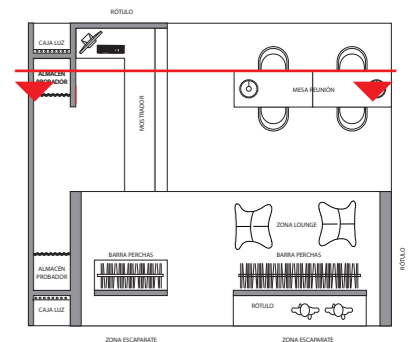 RÓTULO
CAJA LUZ
ALMACÉN
PROBADOR
MOSTRADOR
MESA REUNIÓN
ZONA LOUNGE
BARRA PERCHAS
BARRA PERCHAS
ALMACÉN
PROBADOR
CAJA LUZ
RÓTULO
RÓTULO
ZONA ESCAPARATE
ZONA ESCAPARATE